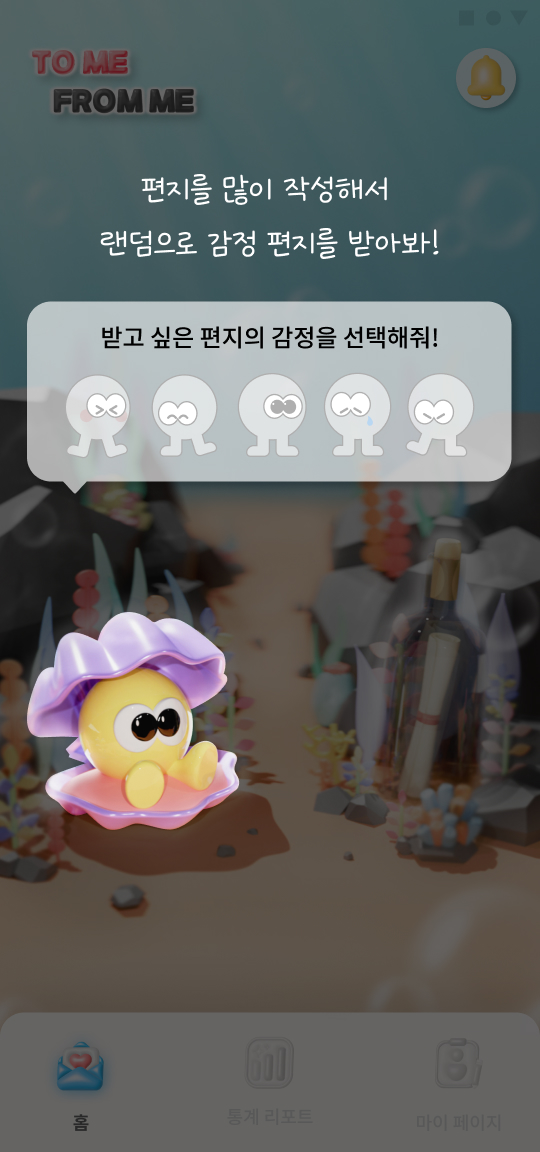 TO ME
FROM ME
편지를 많이 작성해서
랜덤으로 감정 편지를 받아봐!
받고 싶은 편지의 감정을 선택해줘!
홈
통계 리포트
마이 페이지